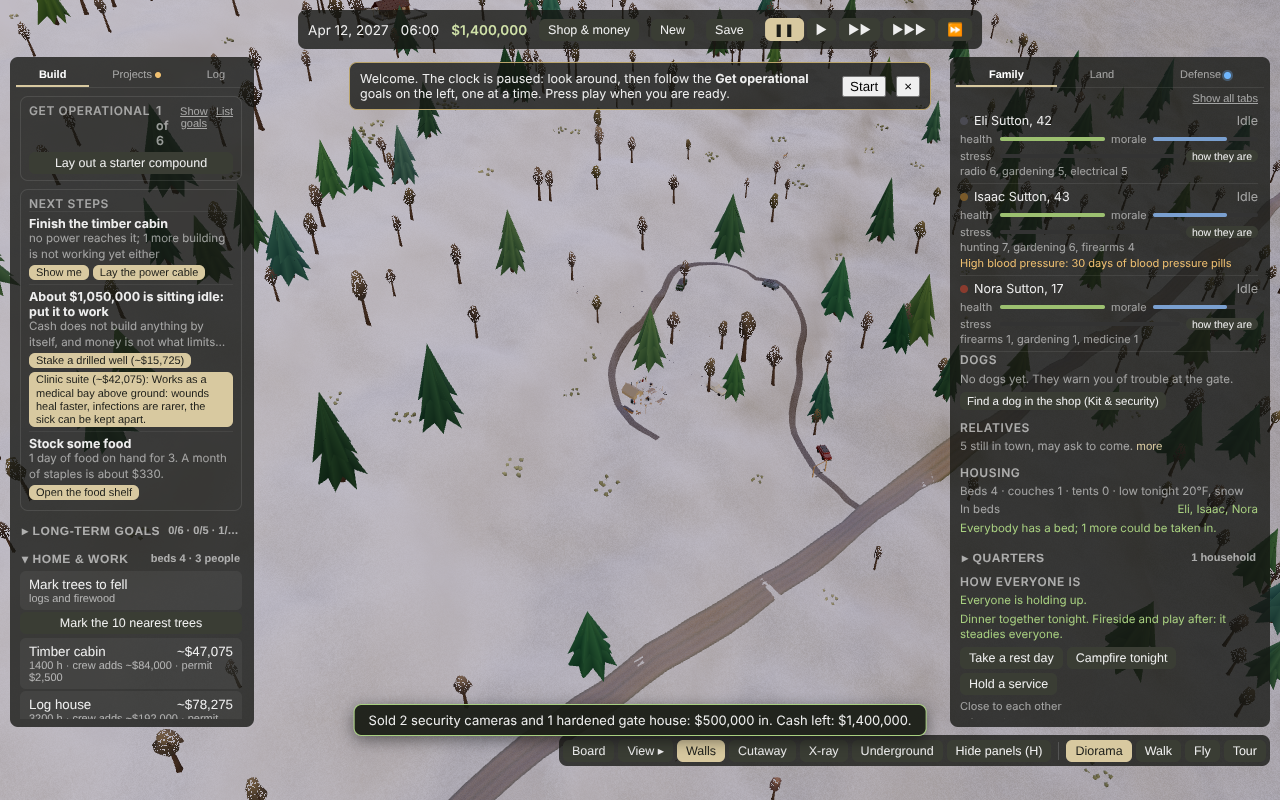 Apr 12, 2027 06:00 $1,400,000 Shop & money New Save
Build Projects Log
GET OPERATIONAL 1 of 6 Show goals List
Lay out a starter compound
NEXT STEPS
Finish the timber cabin
no power reaches it; 1 more building
is not working yet either
Show me Lay the power cable
About $1,050,000 is sitting idle:
put it to work
Cash does not build anything by
itself, and money is not what limits...
Stake a drilled well (~$15,725)
Clinic suite (~$42,075): Works as a
medical bay above ground: wounds
heal faster, infections are rarer, the
sick can be kept apart.
Stock some food
1 day of food on hand for 3. A month
of staples is about $330.
Open the food shelf
▸ LONG-TERM GOALS 0/6 · 0/5 · 1/...
▾ HOME & WORK beds 4 · 3 people
Mark trees to fell
logs and firewood
Mark the 10 nearest trees
Timber cabin ~$47,075
1400 h · crew adds ~$84,000 · permit
$2,500
Log house ~$78,275
3200 h · crew adds ~$192,000 · permit
Welcome. The clock is paused: look around, then follow the Get operational
goals on the left, one at a time. Press play when you are ready.
Start ×
Family Land Defense
Show all tabs
Eli Sutton, 42 Idle
health morale
stress how they are
radio 6, gardening 5, electrical 5
Isaac Sutton, 43 Idle
health morale
stress how they are
hunting 7, gardening 6, firearms 4
High blood pressure: 30 days of blood pressure pills
Nora Sutton, 17 Idle
health morale
stress how they are
firearms 1, gardening 1, medicine 1
DOGS
No dogs yet. They warn you of trouble at the gate.
Find a dog in the shop (Kit & security)
RELATIVES
5 still in town, may ask to come. more
HOUSING
Beds 4 · couches 1 · tents 0 · low tonight 20°F, snow
In beds Eli, Isaac, Nora
Everybody has a bed; 1 more could be taken in.
▸ QUARTERS 1 household
HOW EVERYONE IS
Everyone is holding up.
Dinner together tonight. Fireside and play after: it
steadies everyone.
Take a rest day Campfire tonight
Hold a service
Close to each other
Sold 2 security cameras and 1 hardened gate house: $500,000 in. Cash left: $1,400,000.
Board View ▸ Walls Cutaway X-ray Underground Hide panels (H) Diorama Walk Fly Tour